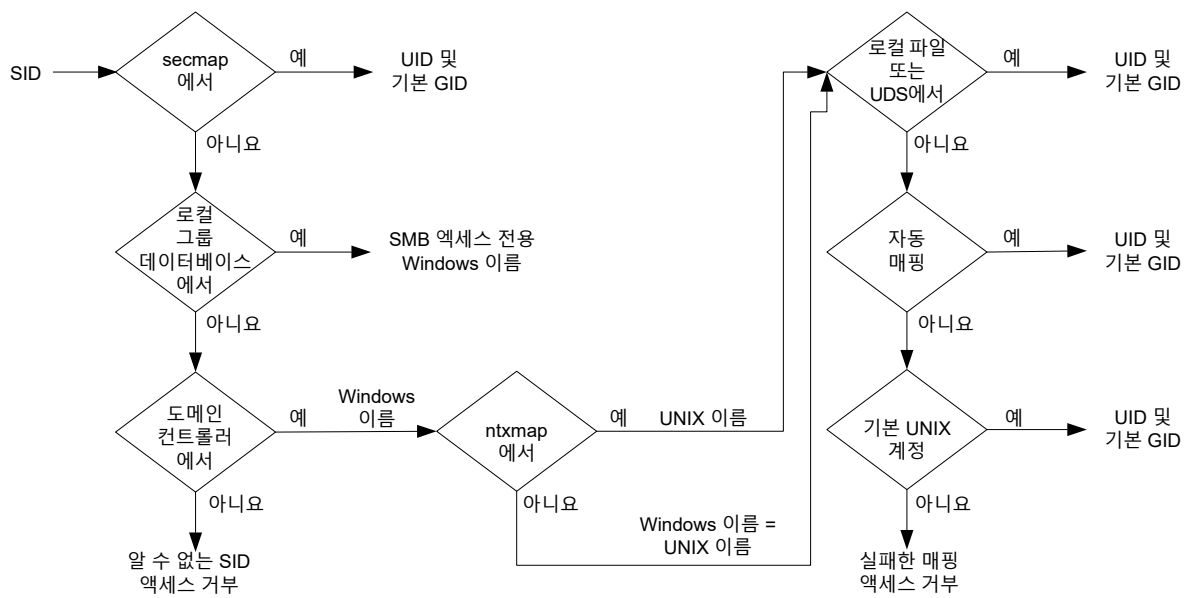 SID
secmap
에서
예
UID 및
기본 GID
아니요
로컬
그룹
데이터베이스
에서
예
SMB 엑세스 전용
Windows 이름
아니요
도메인
컨트롤러
에서
예
Windows
이름
아니요
알 수 없는 SID
액세스 거부
ntxmap
에서
예
UNIX 이름
아니요
Windows 이름 =
UNIX 이름
로컬 파일
또는
UDS에서
예
UID 및
기본 GID
아니요
자동
매핑
예
UID 및
기본 GID
아니요
기본 UNIX
계정
예
UID 및
기본 GID
아니요
실패한 매핑
액세스 거부